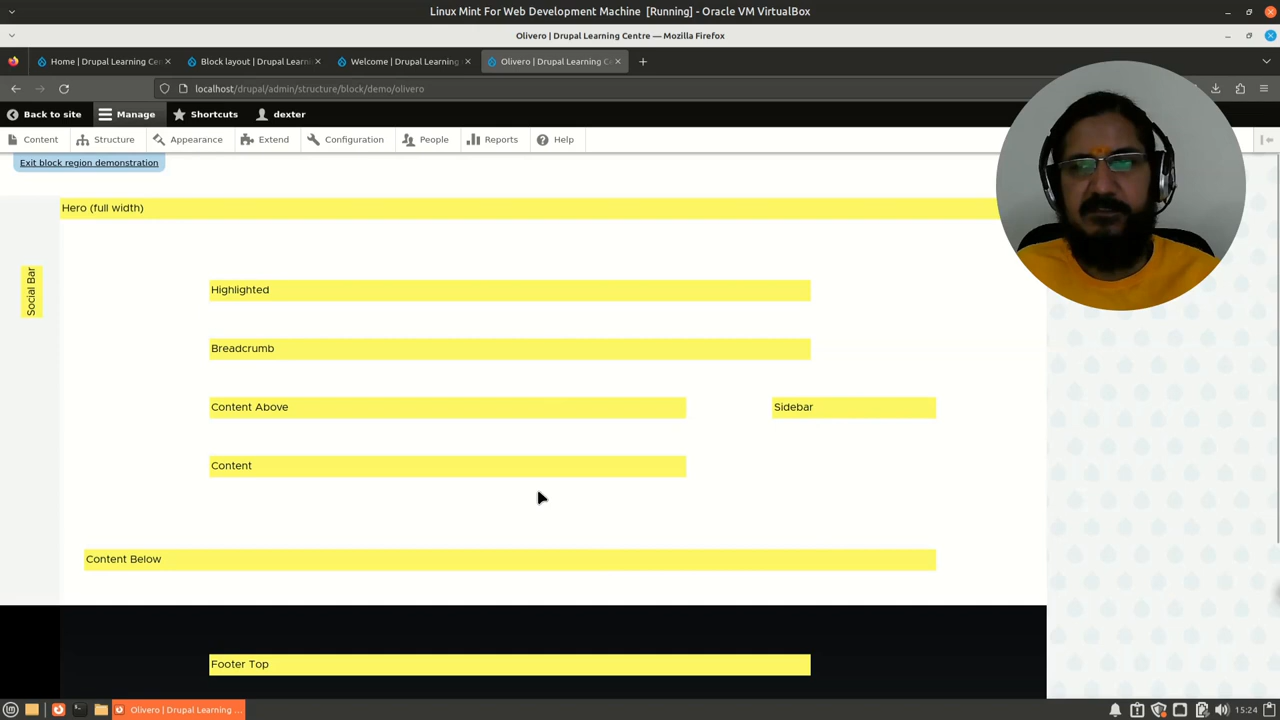 Linux Mint For Web Development Machine [Running] - Oracle VM VirtualBox
Olivero | Drupal Learning Centre — Mozilla Firefox
Home | Drupal Learning Ce
Block layout | Drupal Learni
Welcome | Drupal Learning
Olivero | Drupal Learning C
localhost/drupal/admin/structure/block/demo/olivero
Back to site
Manage
Shortcuts
dexter
Content
Structure
Appearance
Extend
Configuration
People
Reports
Help
Exit block region demonstration
Hero (full width)
Social Bar
Highlighted
Breadcrumb
Content Above
Sidebar
Content
Content Below
Footer Top
Olivero | Drupal Learning ...
15:24